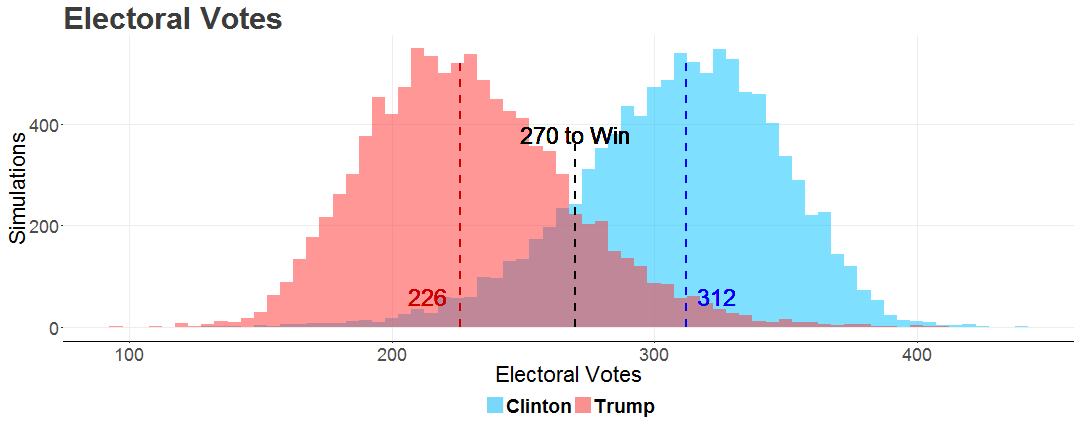 Electoral Votes
Simulations
400
200
0
270 to Win
226
312
100 200 300 400
Electoral Votes
Clinton Trump